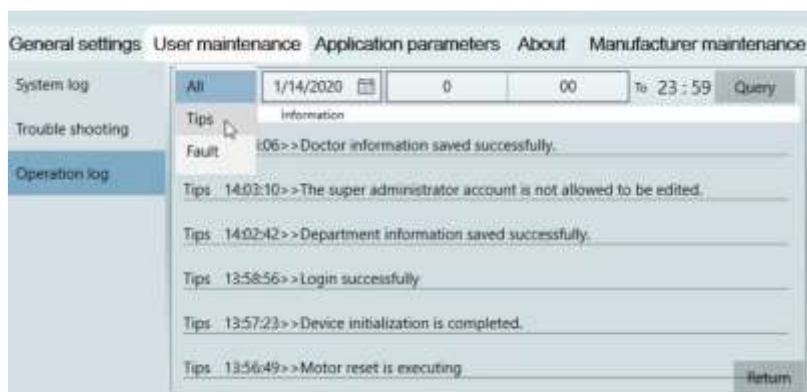 General settings User maintenance Application parameters About Manufacturer maintenance
System log
All 1/14/2020 0 00 To 23:59 Query
Tips Information
Trouble shooting
Fault :06>>Doctor information saved successfully.
Operation log
Tips 14:03:10>>The super administrator account is not allowed to be edited.
Tips 14:02:42>>Department information saved successfully.
Tips 13:58:56>>Login successfully
Tips 13:57:23>>Device initialization is completed.
Tips 13:56:49>>Motor reset is executing
Return